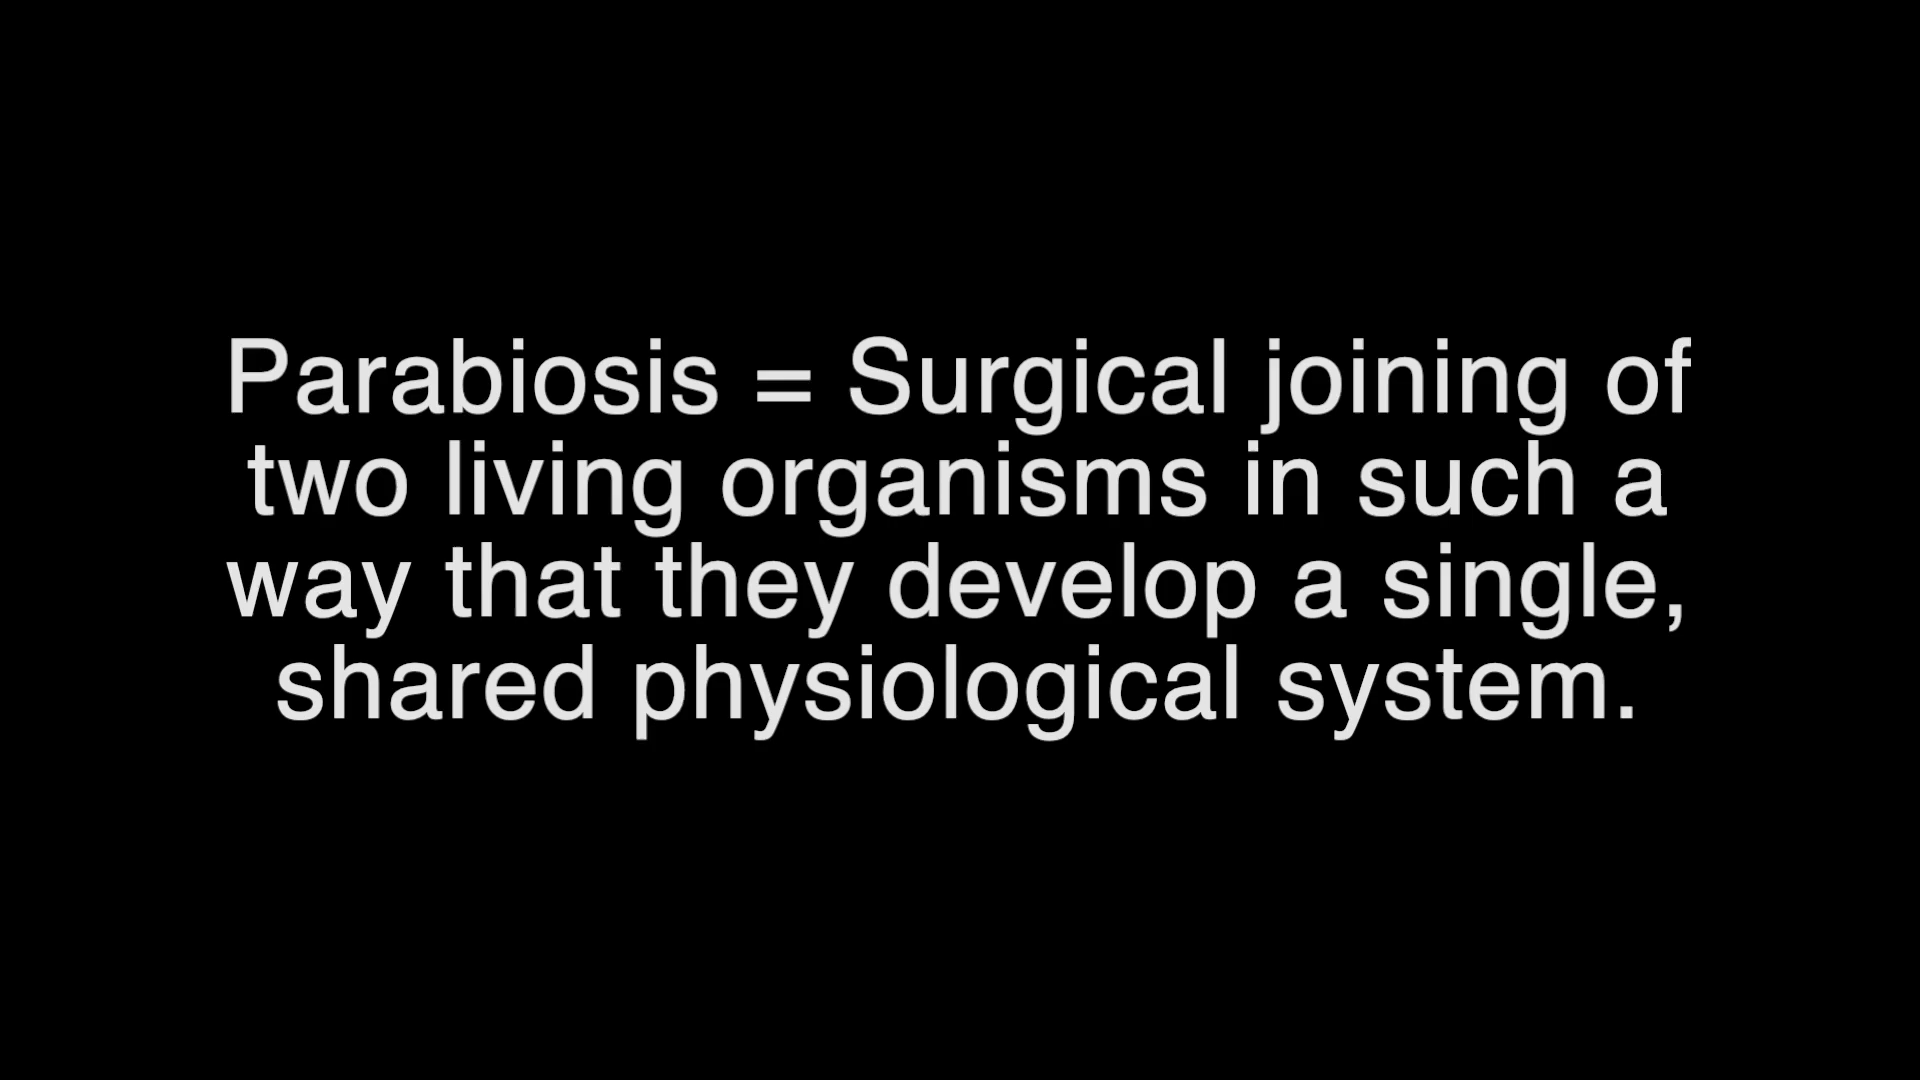 Parabiosis = Surgical joining of
two living organisms in such a
way that they develop a single,
shared physiological system.